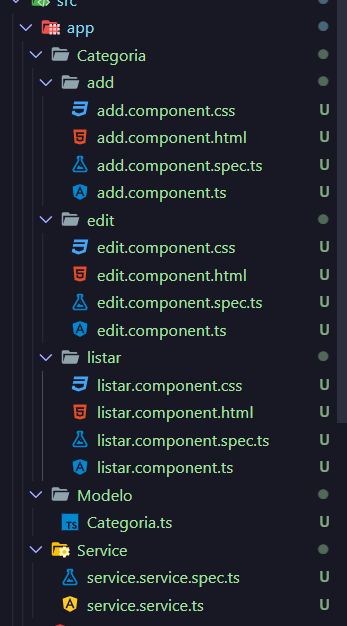 src
app
Categoria
add
add.component.css U
add.component.html U
add.component.spec.ts U
add.component.ts U
edit
edit.component.css U
edit.component.html U
edit.component.spec.ts U
edit.component.ts U
listar
listar.component.css U
listar.component.html U
listar.component.spec.ts U
listar.component.ts U
Modelo
TS Categoria.ts U
Service
service.service.spec.ts U
service.service.ts U